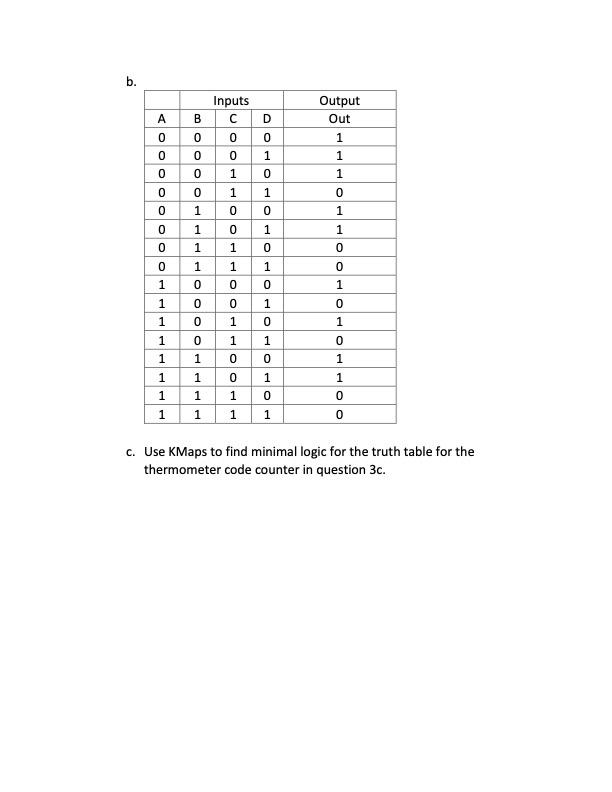 b.
Inputs Output
A B C D Out
0 0 0 0 1
0 0 0 1 1
0 0 1 0 1
0 0 1 1 0
0 1 0 0 1
0 1 0 1 1
0 1 1 0 0
0 1 1 1 0
1 0 0 0 1
1 0 0 1 0
1 0 1 0 1
1 0 1 1 0
1 1 0 0 1
1 1 0 1 1
1 1 1 0 0
1 1 1 1 0
c. Use KMaps to find minimal logic for the truth table for the
thermometer code counter in question 3c.